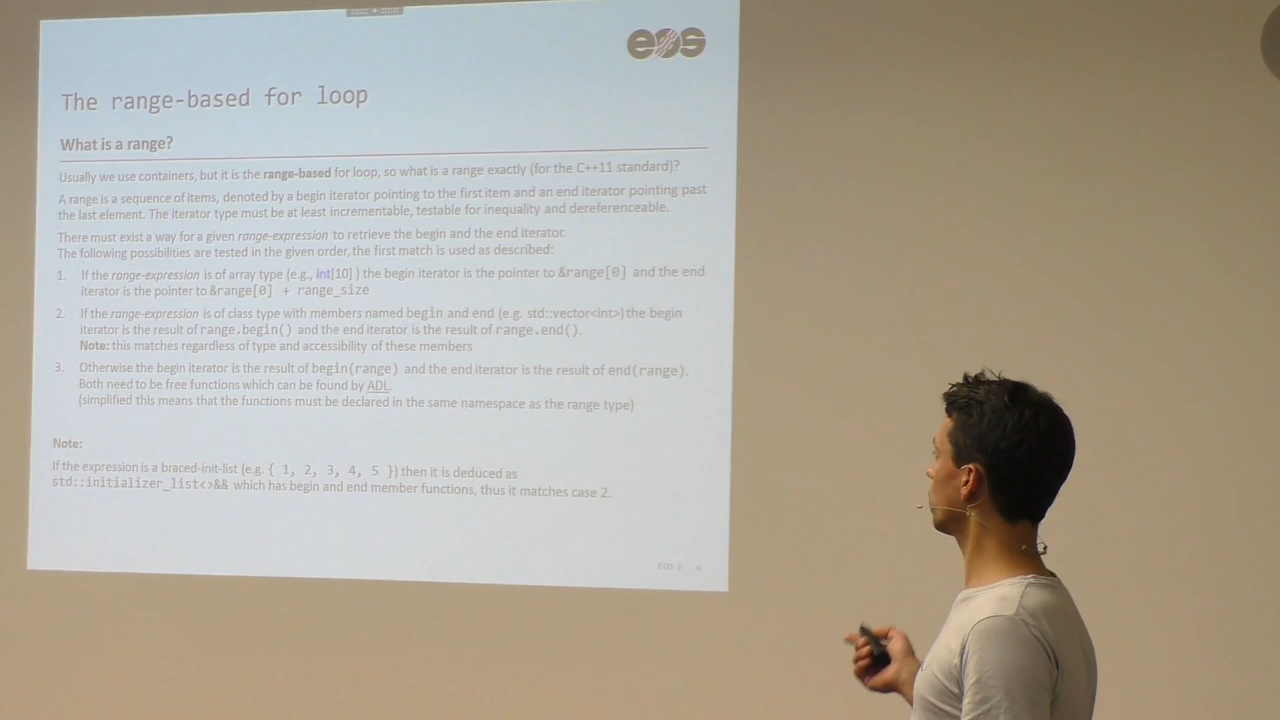 eos
The range-based for loop
What is a range?
Usually we use containers, but it is the range-based for loop, so what is a range exactly (for the C++11 standard)?
A range is a sequence of items, denoted by a begin iterator pointing to the first item and an end iterator pointing past
the last element. The iterator type must be at least incrementable, testable for inequality and dereferenceable.
There must exist a way for a given range-expression to retrieve the begin and the end iterator.
The following possibilities are tested in the given order, the first match is used as described:
1. If the range-expression is of array type (e.g., int[10] ) the begin iterator is the pointer to &range[0] and the end
iterator is the pointer to &range[0] + range_size
2. If the range-expression is of class type with members named begin and end (e.g. std::vector<int>)the begin
iterator is the result of range.begin() and the end iterator is the result of range.end().
Note: this matches regardless of type and accessibility of these members
3. Otherwise the begin iterator is the result of begin(range) and the end iterator is the result of end(range).
Both need to be free functions which can be found by ADL.
(simplified this means that the functions must be declared in the same namespace as the range type)
Note:
If the expression is a braced-init-list (e.g. { 1, 2, 3, 4, 5 }) then it is deduced as
std::initializer_list<>&& which has begin and end member functions, thus it matches case 2.
EOS | 6